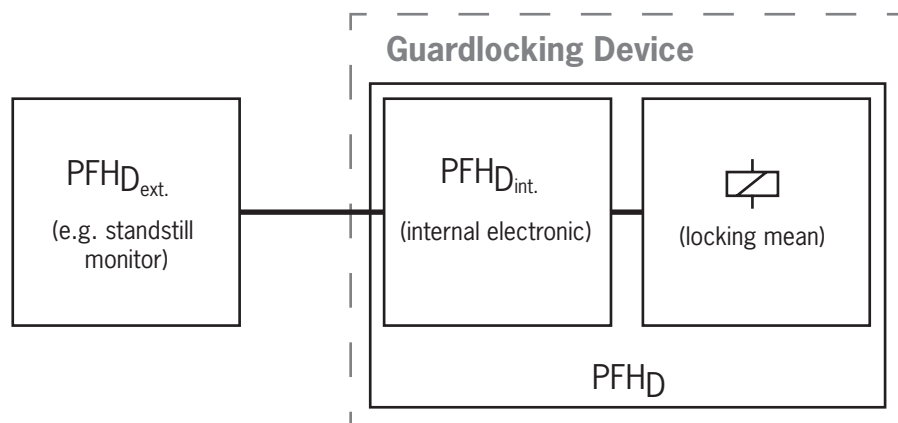 Guardlocking Device
PFHDext.
(e.g. standstill
monitor)
PFHDint.
(internal electronic)
(locking mean)
PFHD